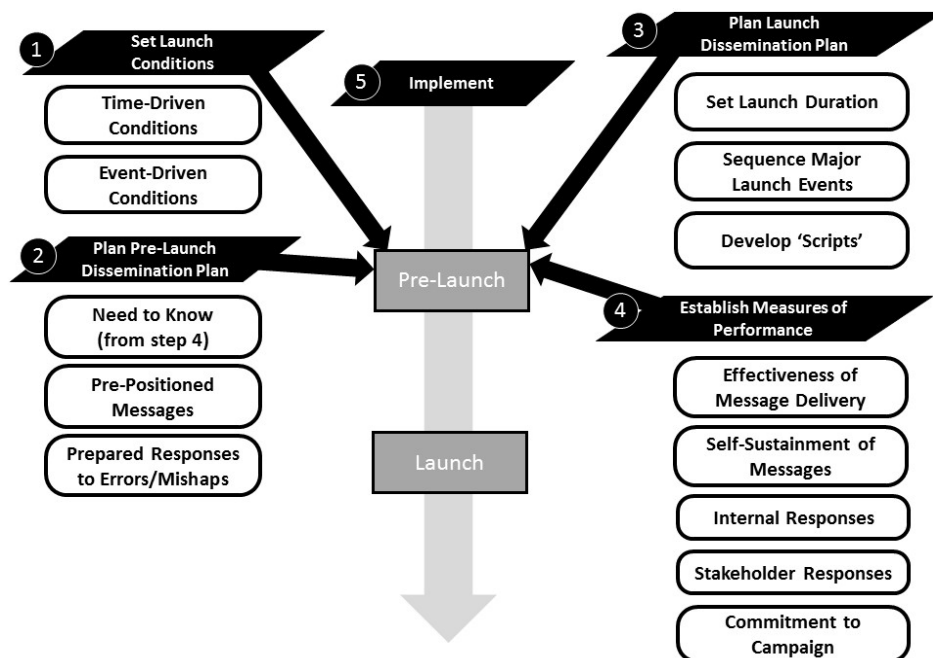 1
Set Launch
Conditions
Time-Driven
Conditions
Event-Driven
Conditions
2
Plan Pre-Launch
Dissemination Plan
Need to Know
(from step 4)
Pre-Positioned
Messages
Prepared Responses
to Errors/Mishaps
5
Implement
Pre-Launch
Launch
3
Plan Launch
Dissemination Plan
Set Launch Duration
Sequence Major
Launch Events
Develop ‘Scripts’
4
Establish Measures of
Performance
Effectiveness of
Message Delivery
Self-Sustainment of
Messages
Internal Responses
Stakeholder Responses
Commitment to
Campaign